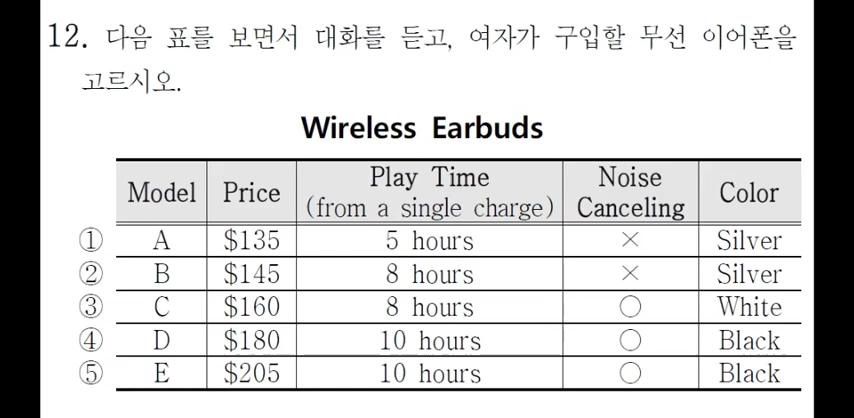 12. 다음 표를 보면서 대화를 듣고, 여자가 구입할 무선 이어폰을
고르시오.
Wireless Earbuds
Model Price Play Time (from a single charge) Noise Canceling Color
① A $135 5 hours × Silver
② B $145 8 hours × Silver
③ C $160 8 hours ○ White
④ D $180 10 hours ○ Black
⑤ E $205 10 hours ○ Black